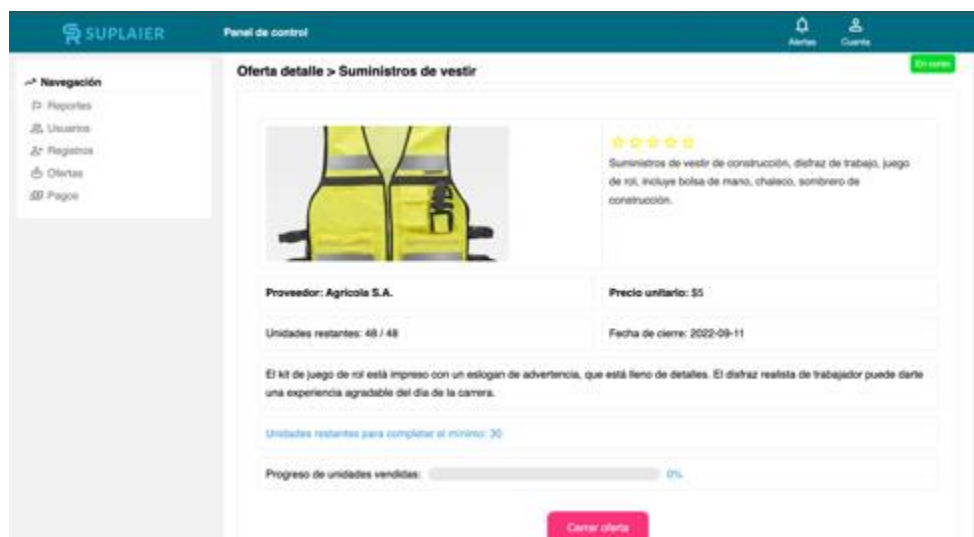 SUPLAIER
Panel de control
Alertas
Cuenta
Navegación
Reportes
Usuarios
Registros
Ofertas
Pagos
Oferta detalle > Suministros de vestir
En curso
Suministros de vestir de construcción, disfraz de trabajo, juego
de rol, incluye bolsa de mano, chaleco, sombrero de
construcción.
Proveedor: Agrícola S.A.
Precio unitario: $5
Unidades restantes: 48 / 48
Fecha de cierre: 2022-09-11
El kit de juego de rol está impreso con un eslogan de advertencia, que está lleno de detalles. El disfraz realista de trabajador puede darte
una experiencia agradable del día de la carrera.
Unidades restantes para completar el mínimo: 30
Progreso de unidades vendidas:
0%
Cerrar oferta